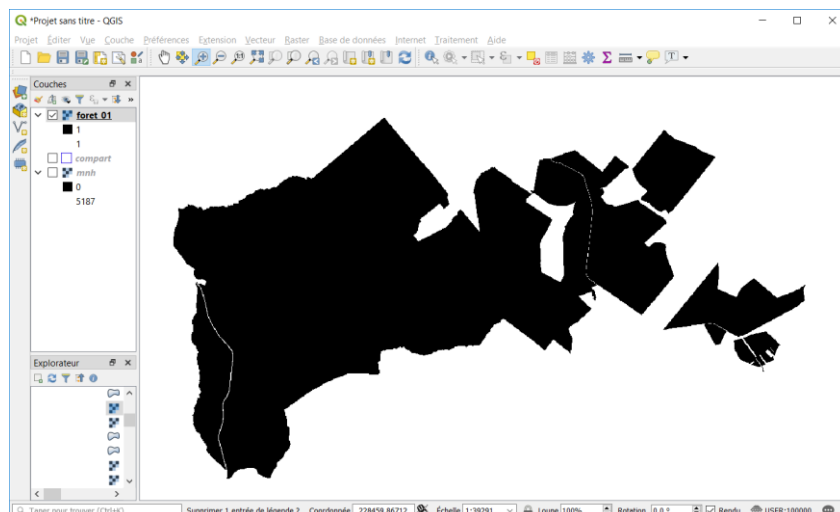 *Projet sans titre - QGIS
Projet Éditer Vue Couche Préférences Extension Vecteur Raster Base de données Internet Traitement Aide
Couches
foret_01
1
1
compart
mnh
0
5187
Explorateur
Taper pour trouver (Ctrl+K) Supprimer 1 entrée de légende ? Coordonnée 228459,86712 Échelle 1:39291 Loupe 100% Rotation 0,0 ° Rendu USER:100000